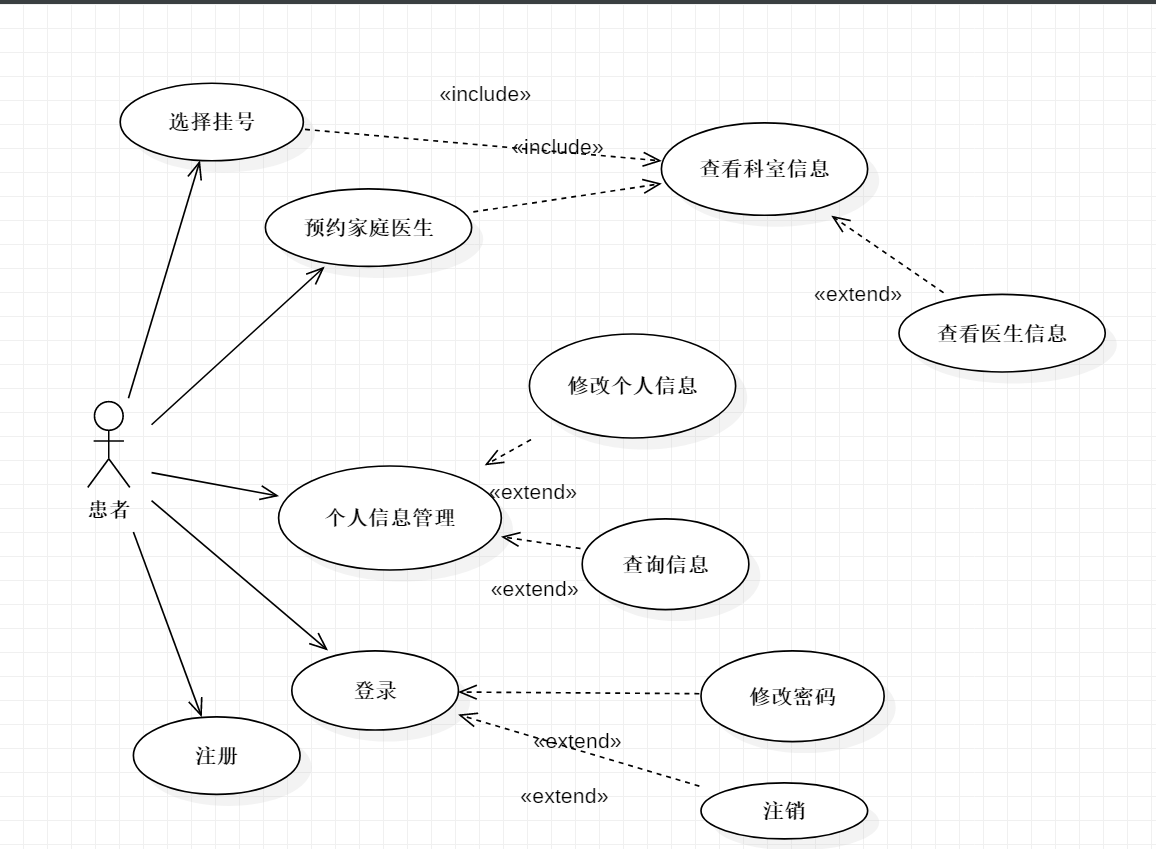 «include»
选择挂号
«include»
查看科室信息
预约家庭医生
«extend»
查看医生信息
修改个人信息
«extend»
患者
个人信息管理
查询信息
«extend»
登录
修改密码
«extend»
注册
«extend»
注销